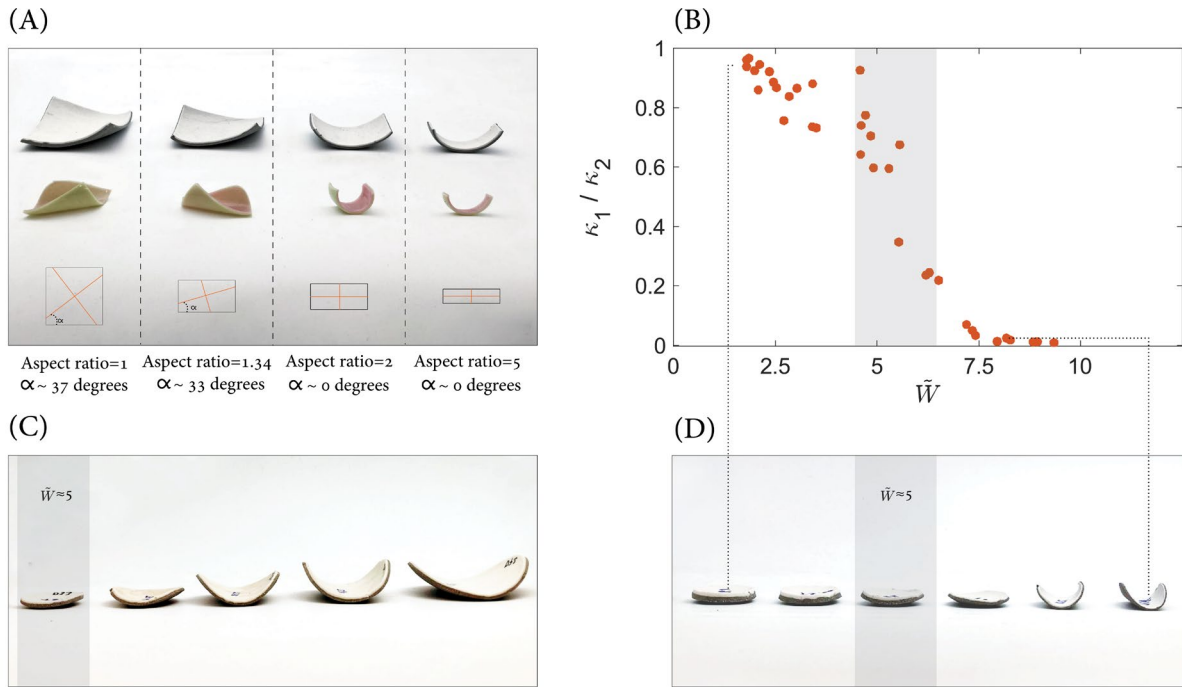 (A)
α
α
Aspect ratio=1
∝ ~ 37 degrees
Aspect ratio=1.34
∝ ~ 33 degrees
Aspect ratio=2
∝ ~ 0 degrees
Aspect ratio=5
∝ ~ 0 degrees
(B)
κ1 / κ2
1
0.8
0.6
0.4
0.2
0
0
2.5
5
7.5
10
W̃
(C)
W̃≈5
(D)
W̃≈5